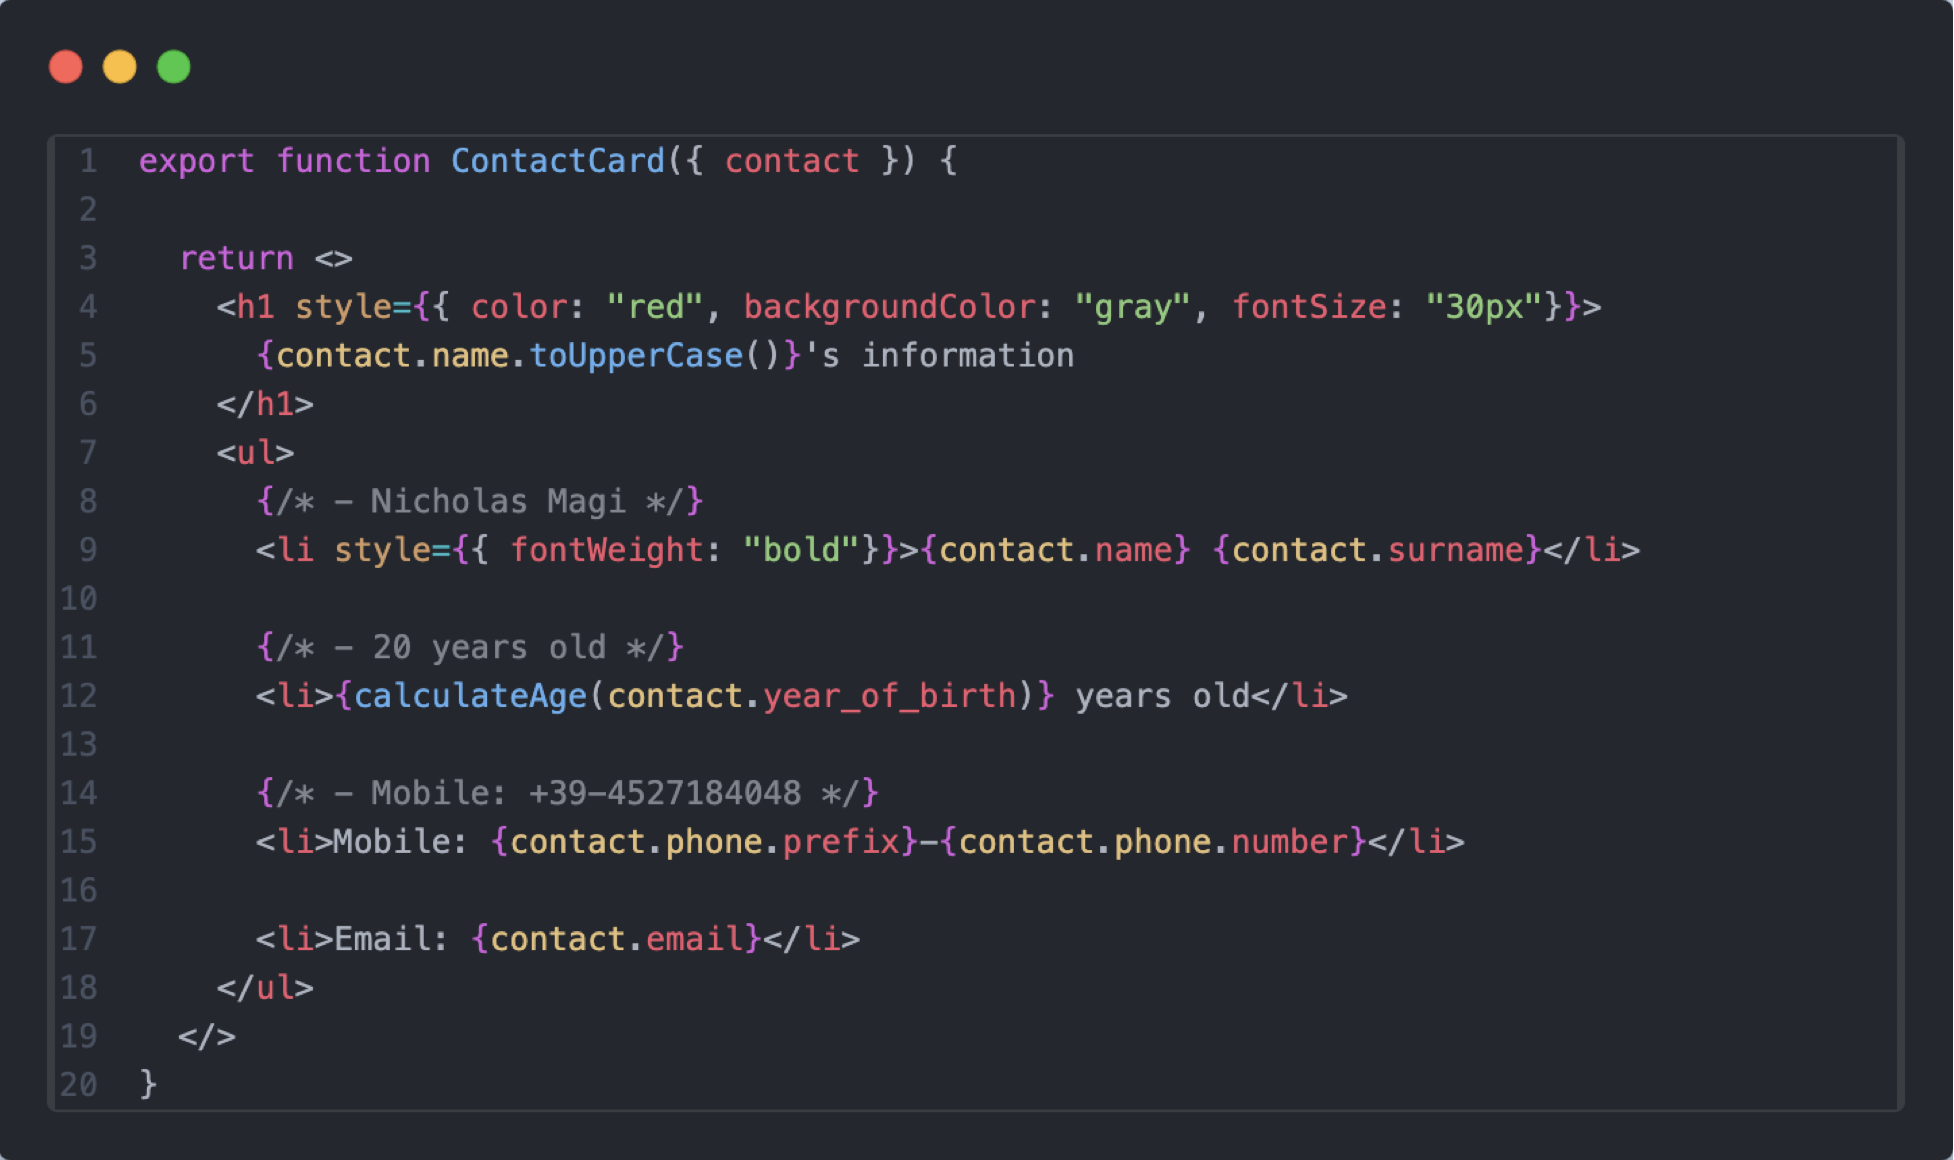 1 export function ContactCard({ contact }) {
2
3   return <>
4     <h1 style={{ color: "red", backgroundColor: "gray", fontSize: "30px"}}>
5       {contact.name.toUpperCase()}'s information
6     </h1>
7     <ul>
8       {/* - Nicholas Magi */}
9       <li style={{ fontWeight: "bold"}}>{contact.name} {contact.surname}</li>
10
11       {/* - 20 years old */}
12       <li>{calculateAge(contact.year_of_birth)} years old</li>
13
14       {/* - Mobile: +39-4527184048 */}
15       <li>Mobile: {contact.phone.prefix}-{contact.phone.number}</li>
16
17       <li>Email: {contact.email}</li>
18     </ul>
19   </>
20 }